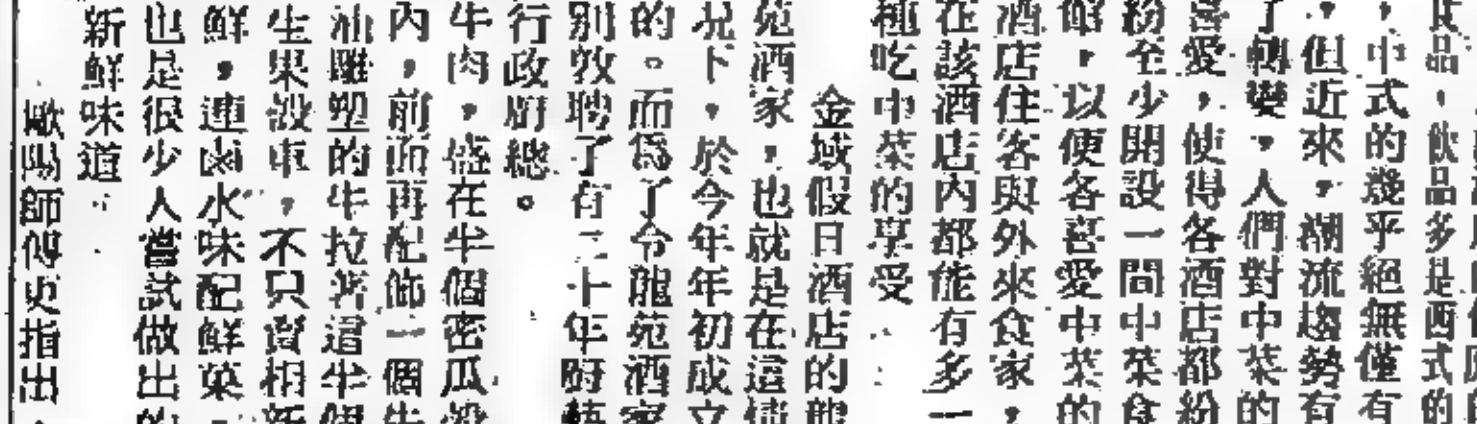 食品，飲品多是西式的
，中式的幾乎絕無僅有
，但近來，潮流趨勢有
了轉變，人們對中菜的
喜愛，使得各酒店都紛
紛至少開設一間中菜食
館，以便各喜愛中菜的
酒店住客與外來食家，
在該酒店內都能有多一
種吃中菜的享受
金域假日酒店的龍
苑酒家，也就是在這情
況下，於今年年初成立
的。而為了令龍苑酒家
別敦聘了有二十年廚藝
行政廚總。
牛肉，盛在半個密瓜殼
內，前面再配飾一個牛
油雕塑的牛拉著這半個
生果殼車，不只賣相新
鮮，連鹵水味配鮮菓，
也是很少人嘗試做出的
新鮮味道
歐陽師傅更指出，